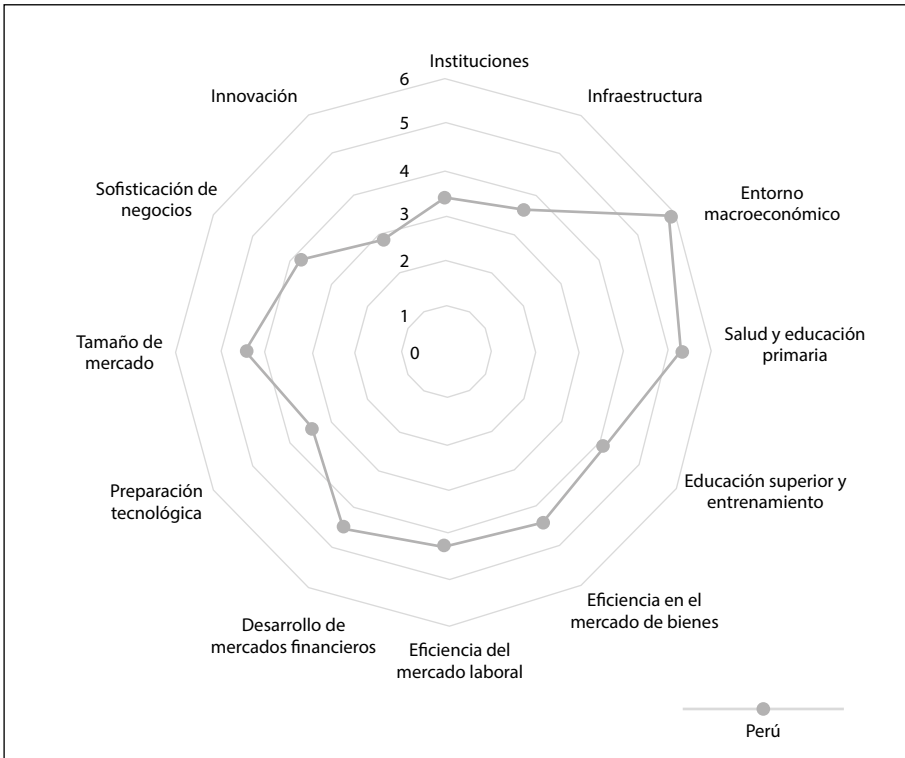 Instituciones
6
Innovación
Infraestructura
5
4
Sofisticación de
negocios
Entorno
macroeconómico
3
2
1
Tamaño de
mercado
0
Salud y educación
primaria
Preparación
tecnológica
Educación superior y
entrenamiento
Desarrollo de
mercados financieros
Eficiencia del
mercado laboral
Eficiencia en el
mercado de bienes
Perú